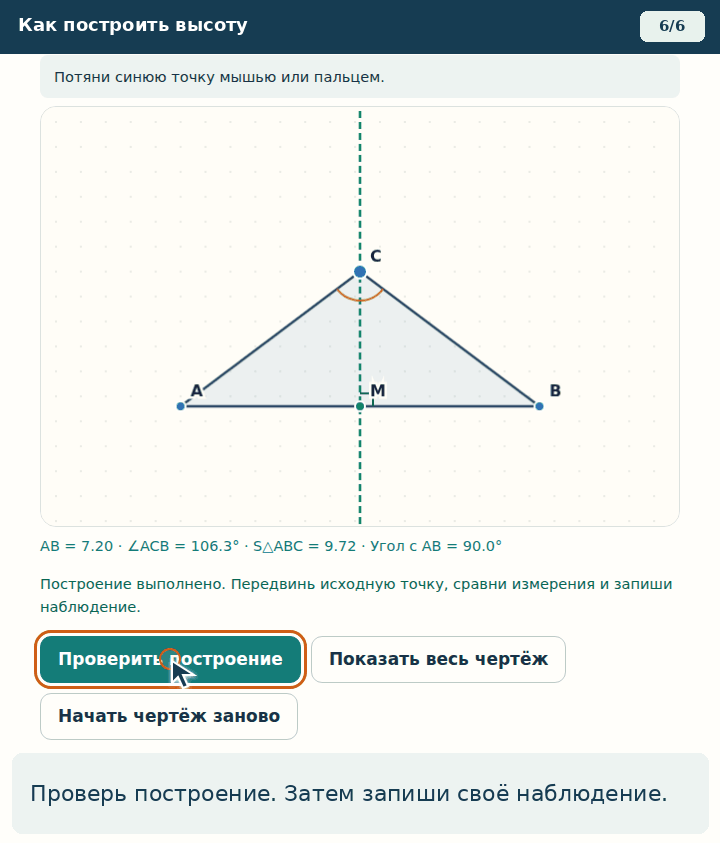 Как построить высоту
6/6
Потяни синюю точку мышью или пальцем.
C
A
M
B
AB = 7.20 · ∠ACB = 106.3° · S△ABC = 9.72 · Угол с AB = 90.0°
Построение выполнено. Передвинь исходную точку, сравни измерения и запиши
наблюдение.
Проверить построение
Показать весь чертёж
Начать чертёж заново
Проверь построение. Затем запиши своё наблюдение.